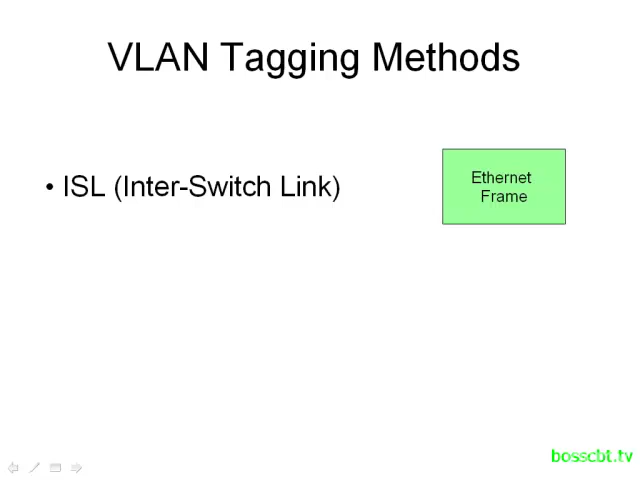 VLAN Tagging Methods
• ISL (Inter-Switch Link)
Ethernet
Frame
bosscbt.tv